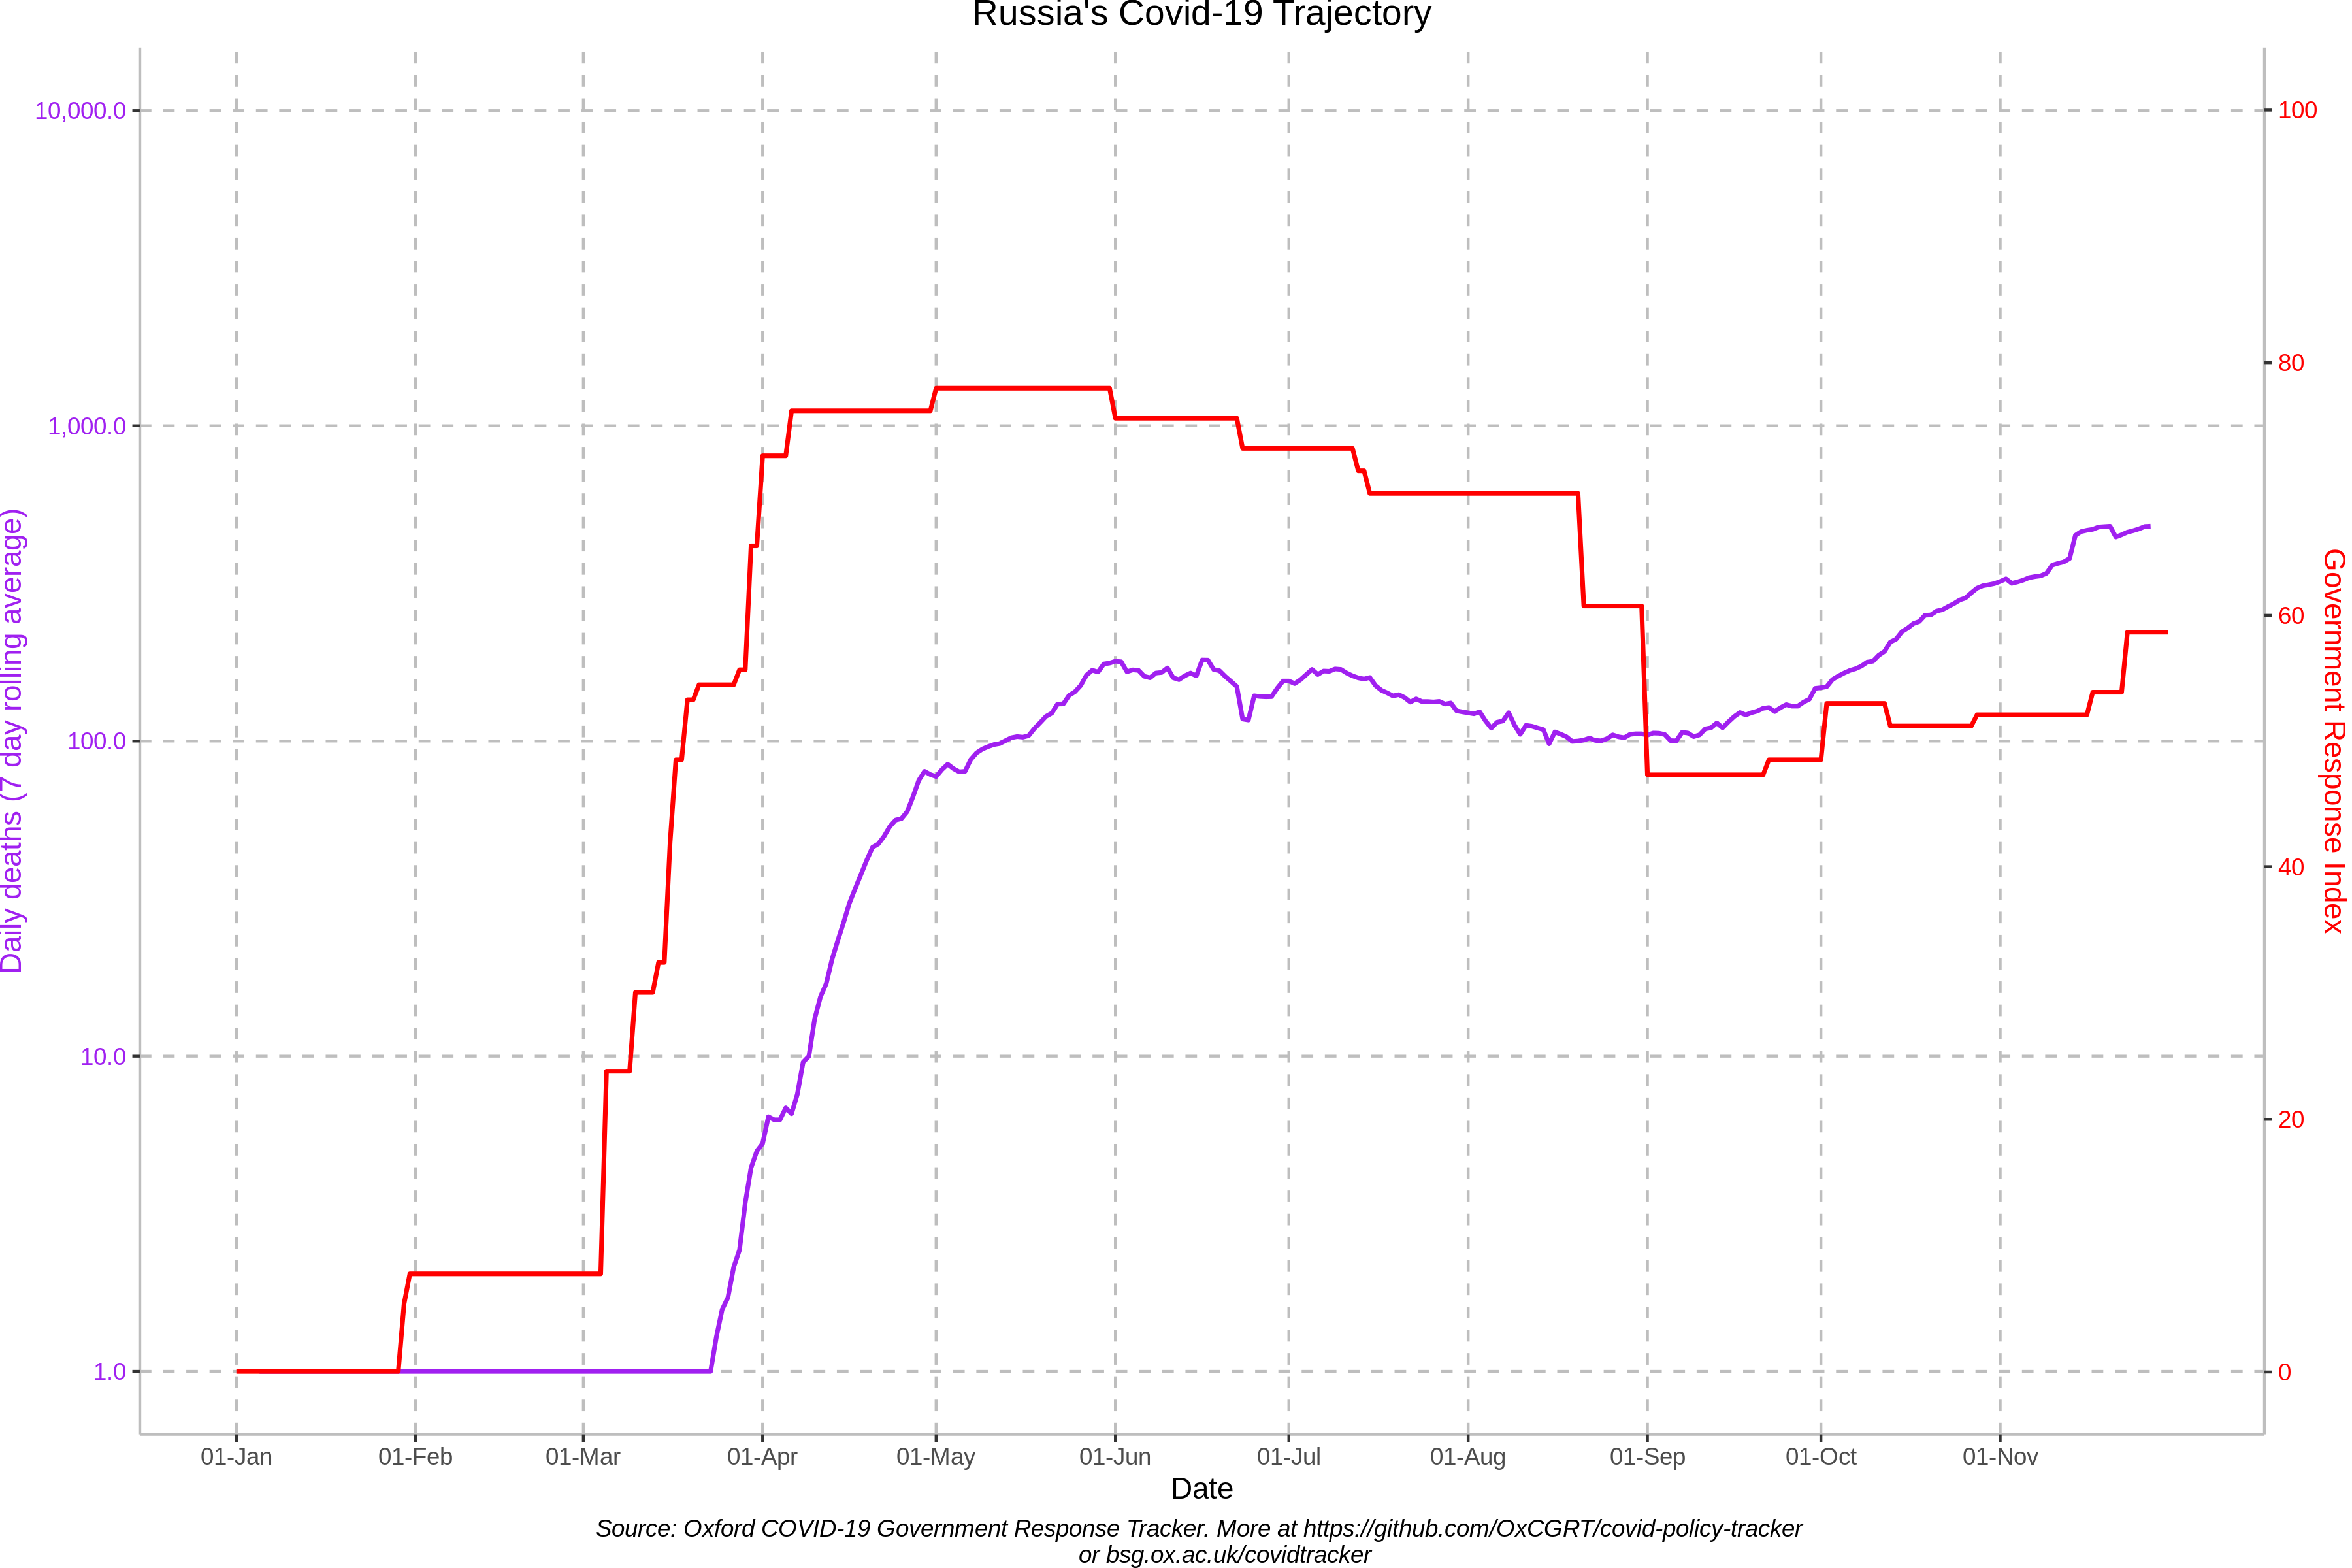 Russia's Covid-19 Trajectory
10,000.0
1,000.0
100.0
10.0
1.0
Daily deaths (7 day rolling average)
100
80
60
40
20
0
Government Response Index
01-Jan
01-Feb
01-Mar
01-Apr
01-May
01-Jun
01-Jul
01-Aug
01-Sep
01-Oct
01-Nov
Date
Source: Oxford COVID-19 Government Response Tracker. More at https://github.com/OxCGRT/covid-policy-tracker
or bsg.ox.ac.uk/covidtracker